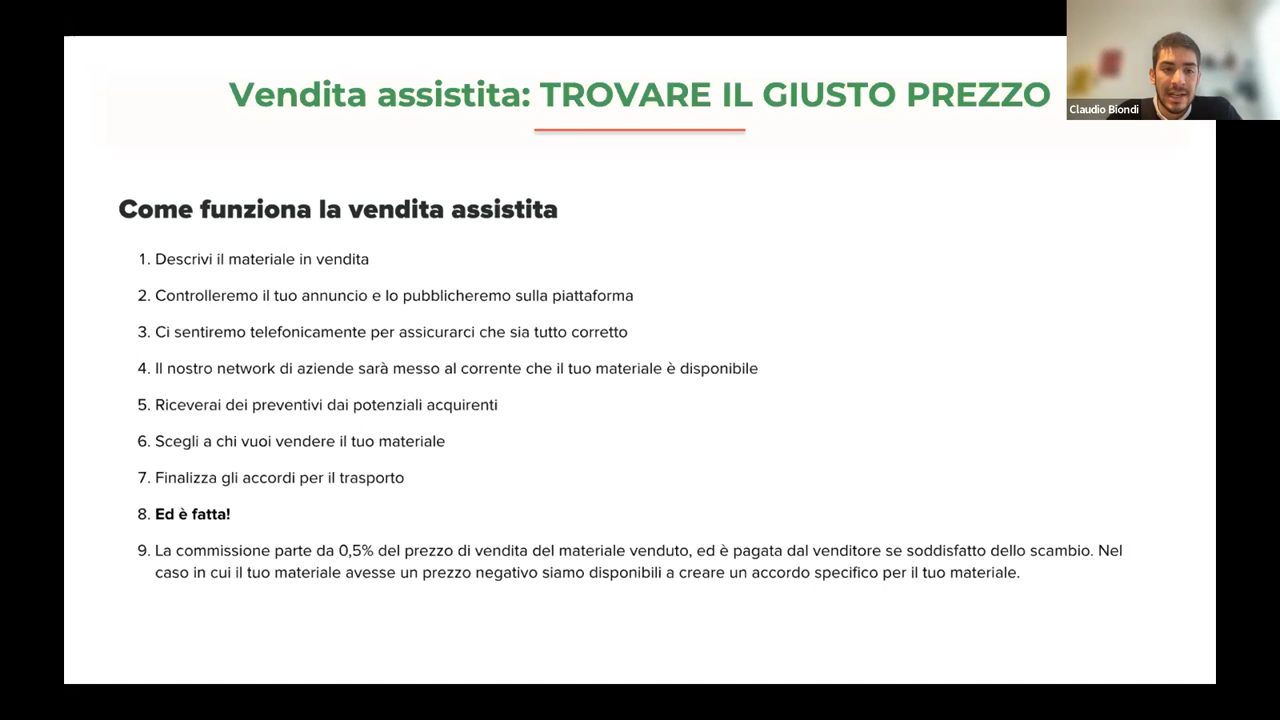 Vendita assistita: TROVARE IL GIUSTO PREZZO
Claudio Biondi
Come funziona la vendita assistita
1. Descrivi il materiale in vendita
2. Controlleremo il tuo annuncio e lo pubblicheremo sulla piattaforma
3. Ci sentiremo telefonicamente per assicurarci che sia tutto corretto
4. Il nostro network di aziende sarà messo al corrente che il tuo materiale è disponibile
5. Riceverai dei preventivi dai potenziali acquirenti
6. Scegli a chi vuoi vendere il tuo materiale
7. Finalizza gli accordi per il trasporto
8. Ed è fatta!
9. La commissione parte da 0,5% del prezzo di vendita del materiale venduto, ed è pagata dal venditore se soddisfatto dello scambio. Nel
caso in cui il tuo materiale avesse un prezzo negativo siamo disponibili a creare un accordo specifico per il tuo materiale.